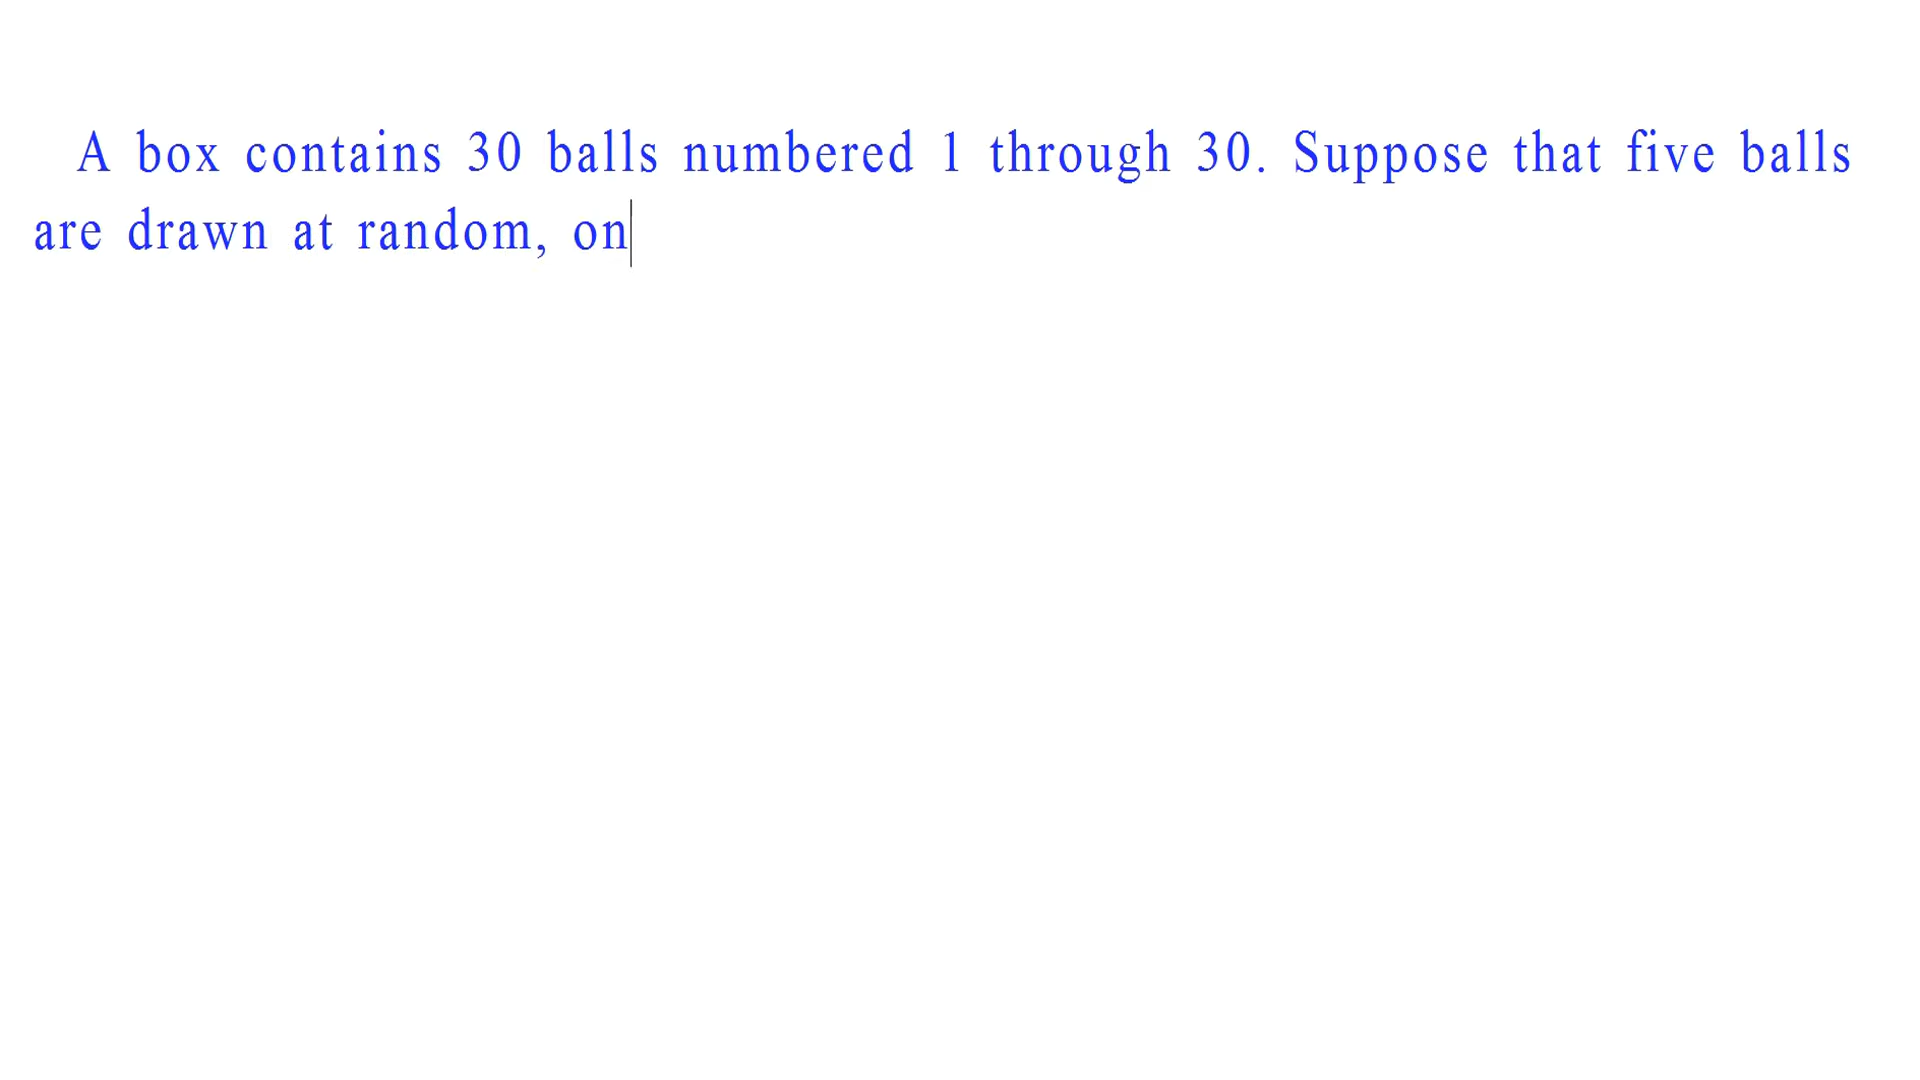 A box contains 30 balls numbered 1 through 30. Suppose that five balls
are drawn at random, on